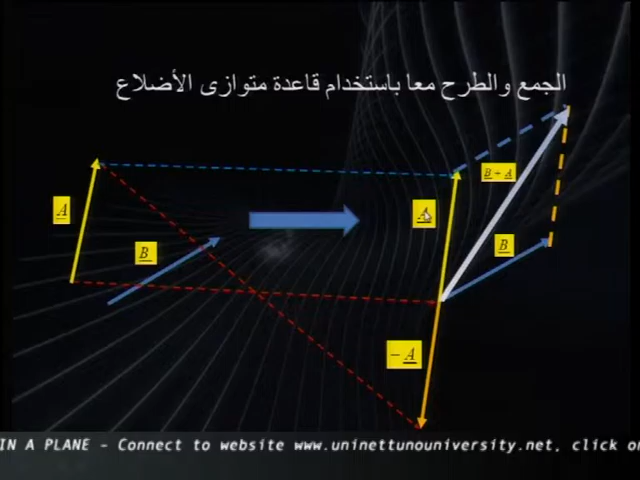 الجمع والطرح معا باستخدام قاعدة متوازى الأضلاع
B + A
A
A
B
B
- A
IN A PLANE - Connect to website www.uninettunouniversity.net, click on